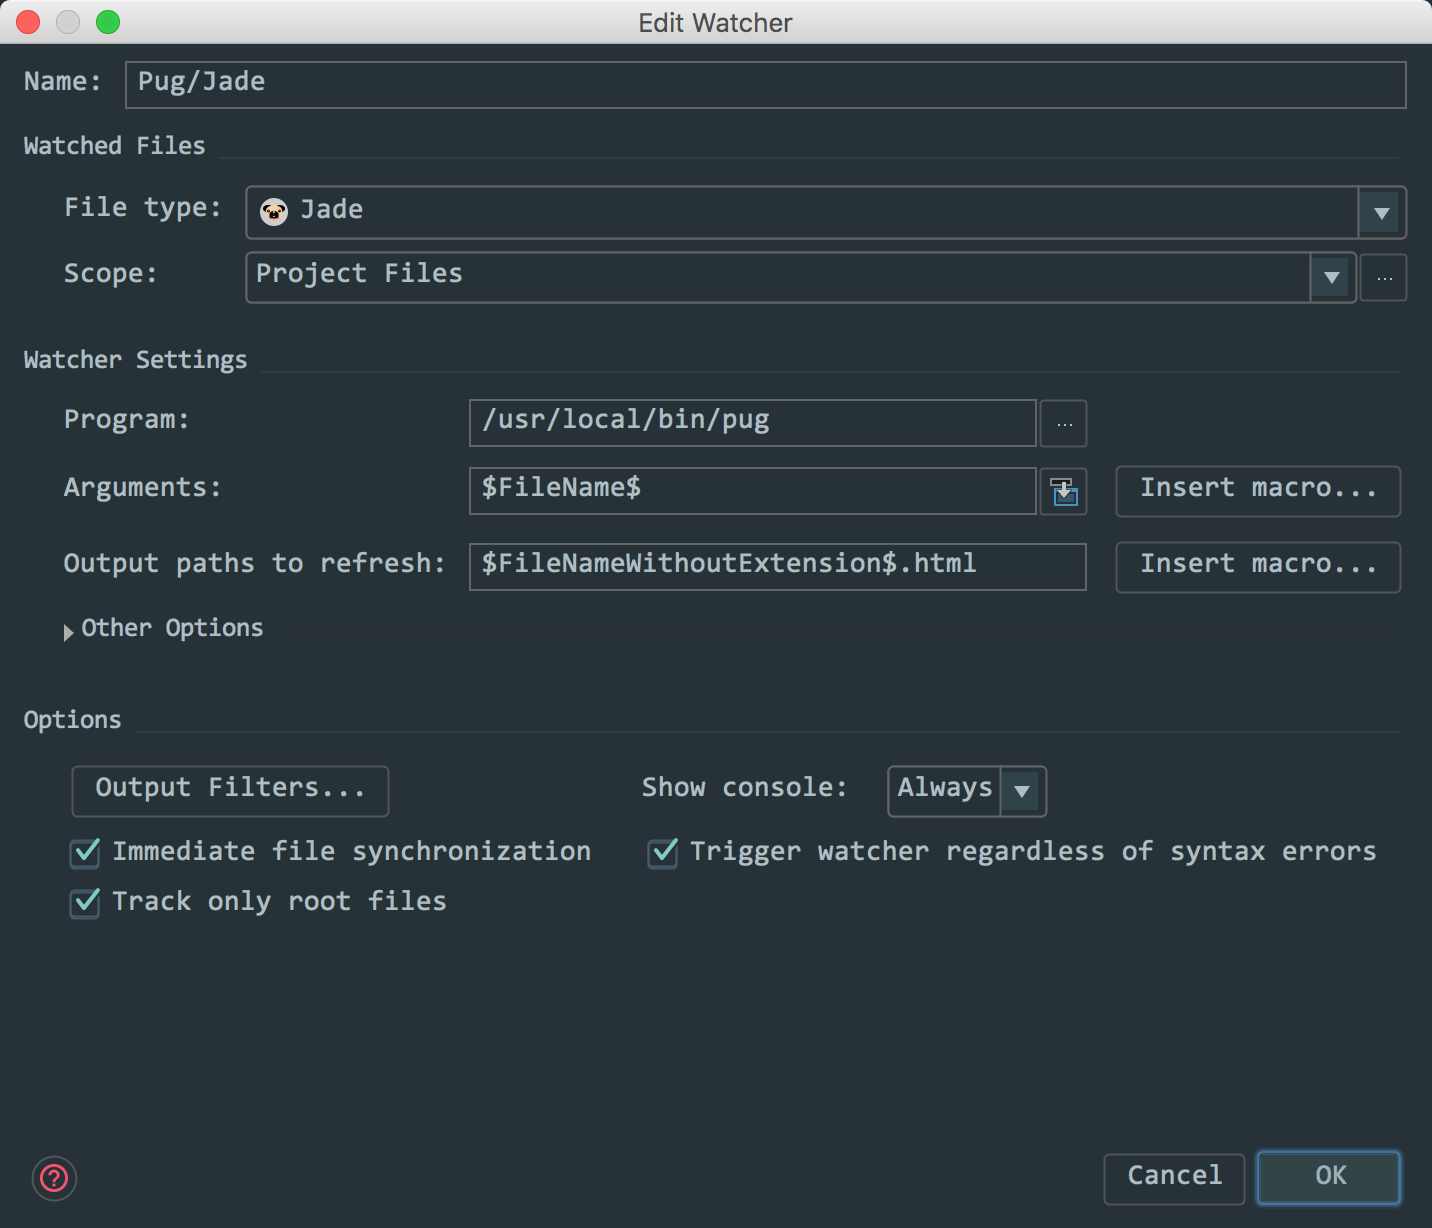 Edit Watcher
Name: Pug/Jade
Watched Files
File type: Jade
Scope: Project Files ...
Watcher Settings
Program: /usr/local/bin/pug ...
Arguments: $FileName$ Insert macro...
Output paths to refresh: $FileNameWithoutExtension$.html Insert macro...
Other Options
Options
Output Filters... Show console: Always
Immediate file synchronization Trigger watcher regardless of syntax errors
Track only root files
? Cancel OK